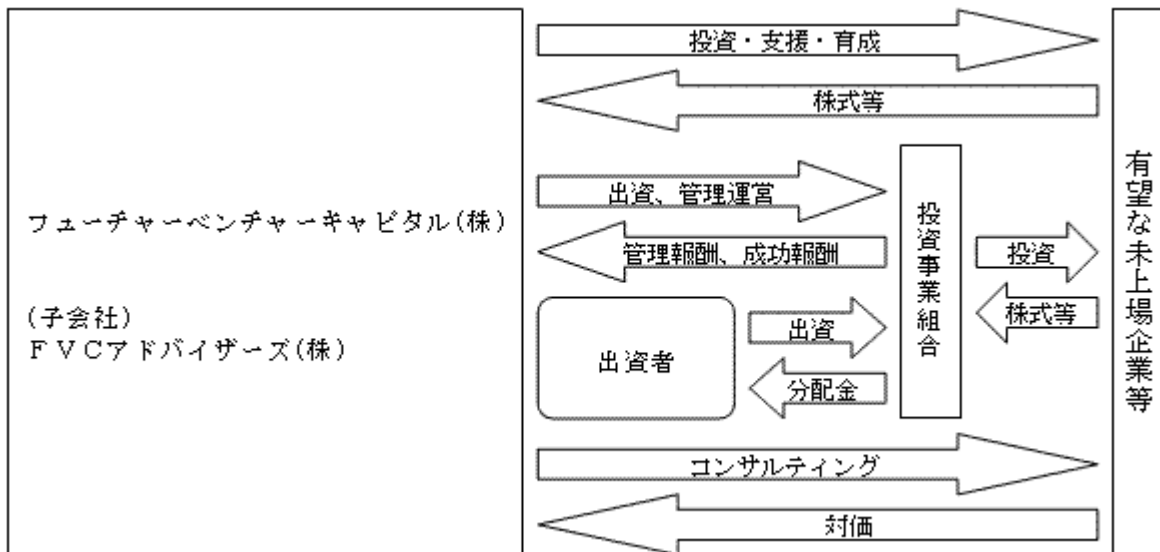 投資・支援・育成
株式等
フューチャーベンチャーキャピタル(株)
(子会社)
ＦＶＣアドバイザーズ(株)
出資、管理運営
管理報酬、成功報酬
出資者
出資
分配金
投資事業組合
投資
株式等
有望な未上場企業等
コンサルティング
対価